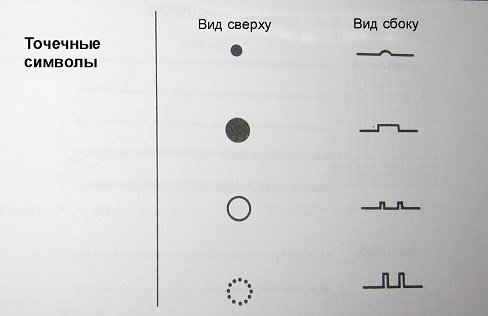 Вид сверху
Вид сбоку
Точечные
символы